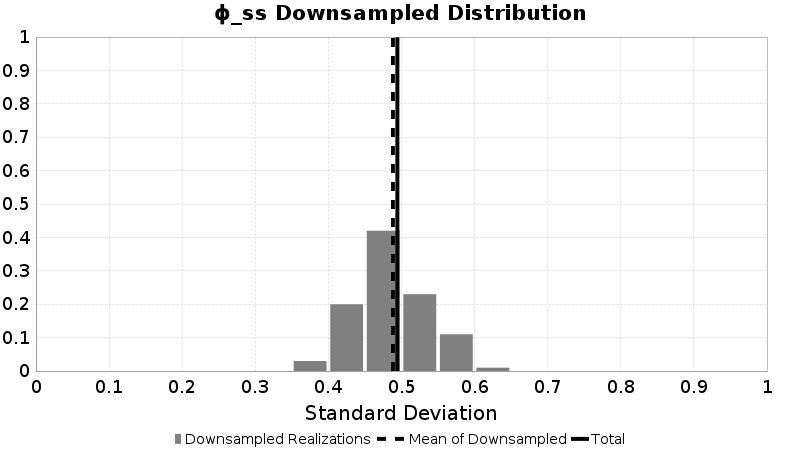 ϕ_ss Downsampled Distribution
1
0.9
0.8
0.7
0.6
0.5
0.4
0.3
0.2
0.1
0
0 0.1 0.2 0.3 0.4 0.5 0.6 0.7 0.8 0.9 1
Standard Deviation
Downsampled Realizations Mean of Downsampled Total